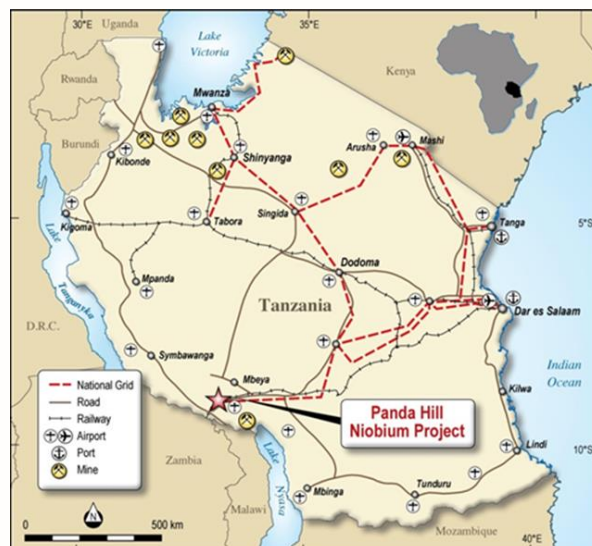 Uganda
30°E
Lake
Victoria
35°E
Kenya
Rwanda
Mwanza
Burundi
Kibonde
Shinyanga
Arusha
Mashi
Kigoma
Tabora
Singida
Tanga
5°S
Lake
Tanganyika
Mpanda
Dodoma
Tanzania
Dar es Salaam
D.R.C.
Symbawanga
Mbeya
Indian
Ocean
National Grid
Road
Railway
Airport
Port
Mine
Panda Hill
Niobium Project
Kilwa
Zambia
Lake
Nyasa
Lindi
10°S
Mbinga
Tunduru
N
0
500 km
Malawi
Mozambique
40°E